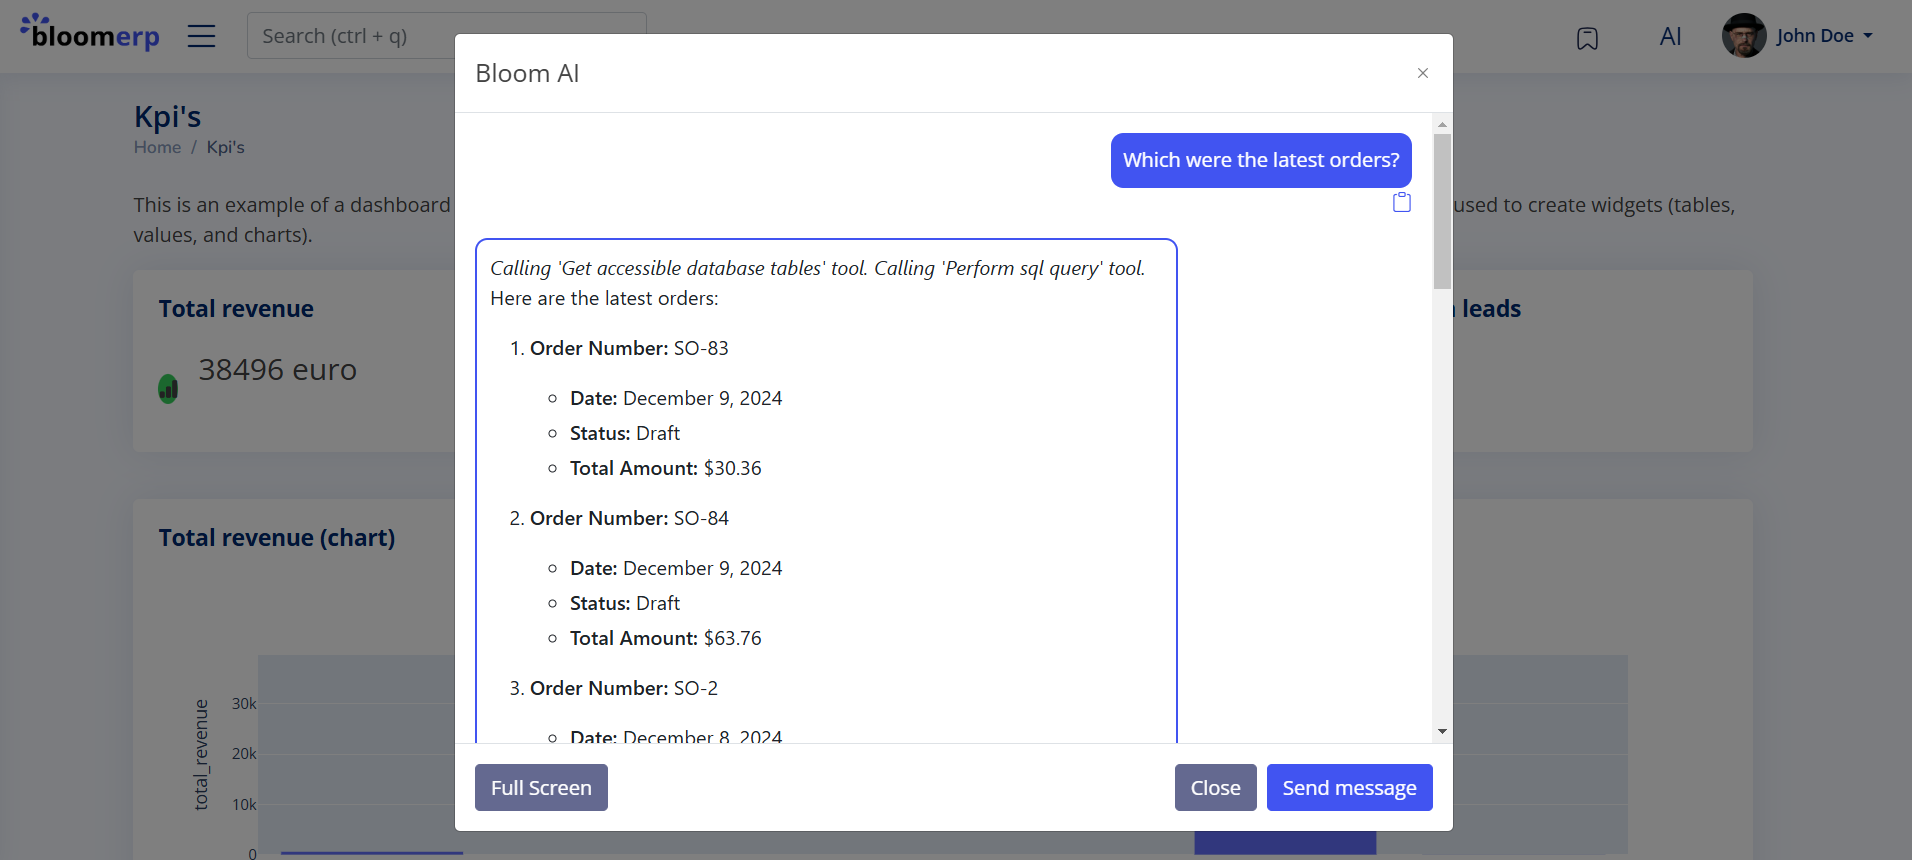 bloomerp
Search (ctrl + q)
AI
John Doe
Kpi's
Home / Kpi's
This is an example of a dashboard
used to create widgets (tables,
values, and charts).
Total revenue
38496 euro
leads
Total revenue (chart)
total_revenue
30k
20k
10k
0
Bloom AI
×
Which were the latest orders?
Calling 'Get accessible database tables' tool. Calling 'Perform sql query' tool.
Here are the latest orders:
1. Order Number: SO-83
Date: December 9, 2024
Status: Draft
Total Amount: $30.36
2. Order Number: SO-84
Date: December 9, 2024
Status: Draft
Total Amount: $63.76
3. Order Number: SO-2
Date: December 8, 2024
Full Screen
Close
Send message